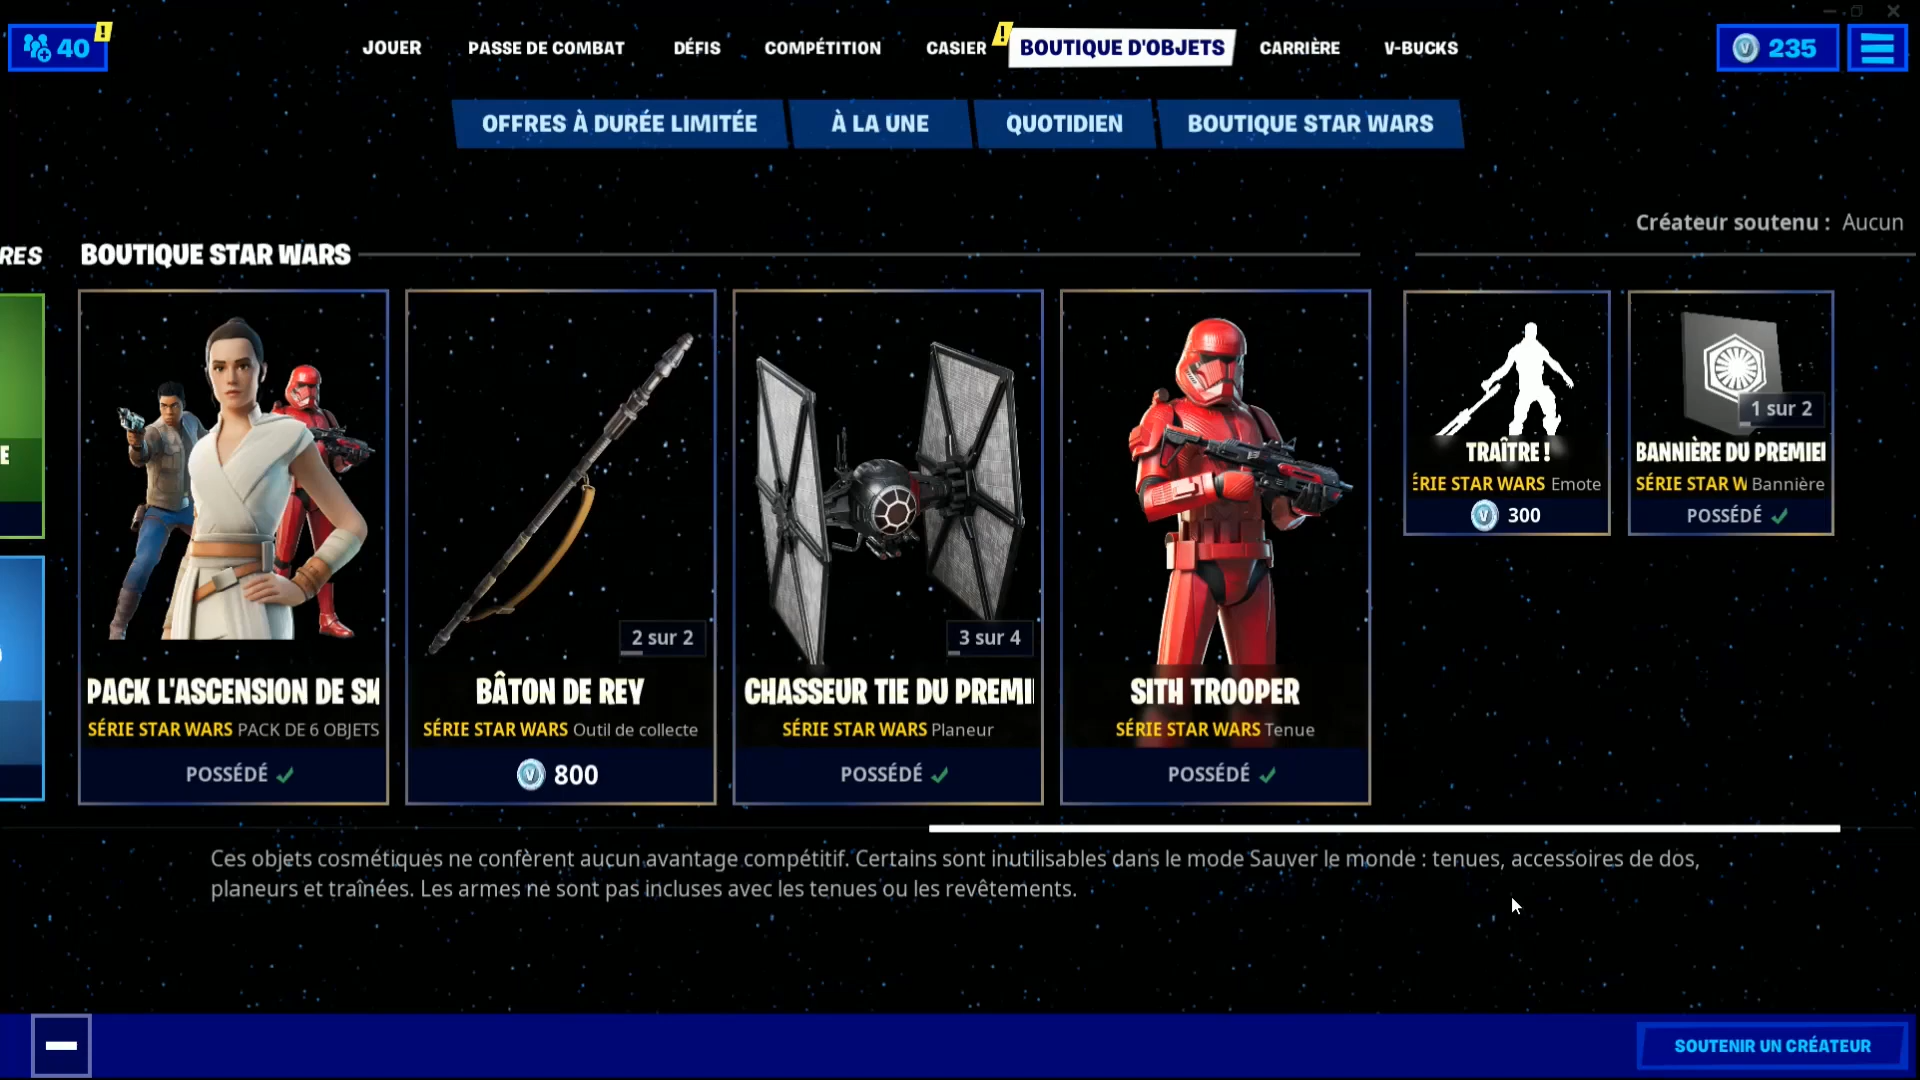 40
!
JOUER
PASSE DE COMBAT
DÉFIS
COMPÉTITION
CASIER
!
BOUTIQUE D'OBJETS
CARRIÈRE
V-BUCKS
235
OFFRES À DURÉE LIMITÉE
À LA UNE
QUOTIDIEN
BOUTIQUE STAR WARS
Créateur soutenu : Aucun
RES
BOUTIQUE STAR WARS
E
PACK L'ASCENSION DE SK
SÉRIE STAR WARS PACK DE 6 OBJETS
POSSÉDÉ
2 sur 2
BÂTON DE REY
SÉRIE STAR WARS Outil de collecte
800
3 sur 4
CHASSEUR TIE DU PREMI
SÉRIE STAR WARS Planeur
POSSÉDÉ
SITH TROOPER
SÉRIE STAR WARS Tenue
POSSÉDÉ
TRAÎTRE !
ÉRIE STAR WARS Emote
300
1 sur 2
BANNIÈRE DU PREMIE
SÉRIE STAR W Bannière
POSSÉDÉ
Ces objets cosmétiques ne confèrent aucun avantage compétitif. Certains sont inutilisables dans le mode Sauver le monde : tenues, accessoires de dos,
planeurs et traînées. Les armes ne sont pas incluses avec les tenues ou les revêtements.
SOUTENIR UN CRÉATEUR